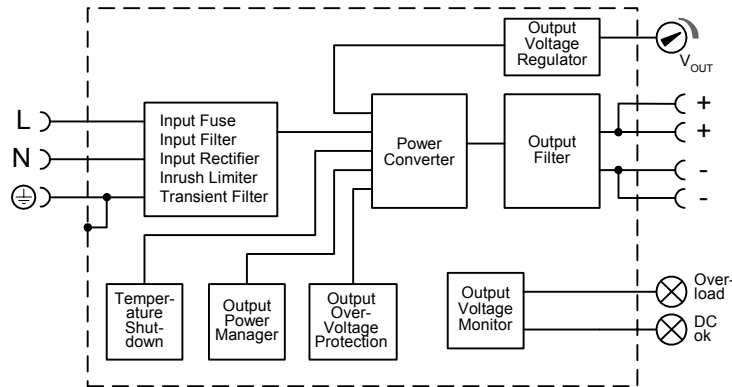 Output
Voltage
Regulator
VOUT
L
N
Input Fuse
Input Filter
Input Rectifier
Inrush Limiter
Transient Filter
Power
Converter
Output
Filter
+
+
-
-
Temper-
ature
Shut-
down
Output
Power
Manager
Output
Over-
Voltage
Protection
Output
Voltage
Monitor
Over-
load
DC
ok